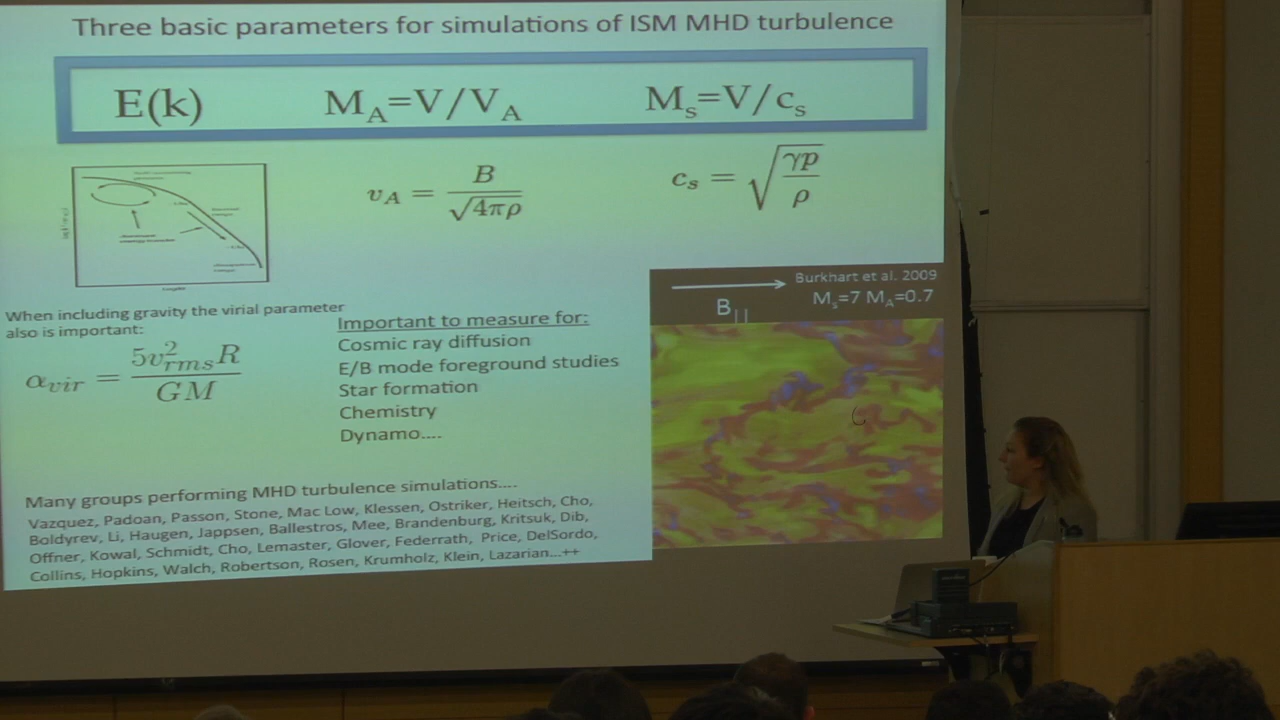 Three basic parameters for simulations of ISM MHD turbulence
E(k) M_A=V/V_A M_s=V/c_s
v_A = B / √4πρ
c_s = √(γp / ρ)
When including gravity the virial parameter
also is important:
α_vir = 5v²_rms R / GM
Important to measure for:
Cosmic ray diffusion
E/B mode foreground studies
Star formation
Chemistry
Dynamo....
Burkhart et al. 2009
M_s=7 M_A=0.7
B_||
Many groups performing MHD turbulence simulations....
Vazquez, Padoan, Passon, Stone, Mac Low, Klessen, Ostriker, Heitsch, Cho,
Boldyrev, Li, Haugen, Jappsen, Ballestros, Mee, Brandenburg, Kritsuk, Dib,
Offner, Kowal, Schmidt, Cho, Lemaster, Glover, Federrath, Price, DelSordo,
Collins, Hopkins, Walch, Robertson, Rosen, Krumholz, Klein, Lazarian...++